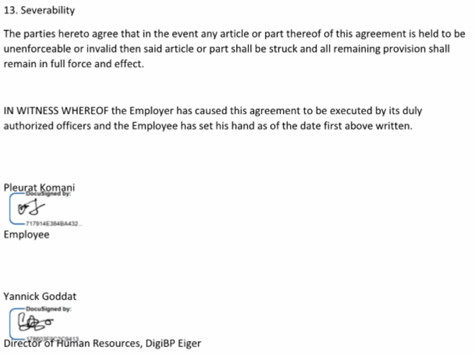 13. Severability
The parties hereto agree that in the event any article or part thereof of this agreement is held to be
unenforceable or invalid then said article or part shall be struck and all remaining provision shall
remain in full force and effect.
IN WITNESS WHEREOF the Employer has caused this agreement to be executed by its duly
authorized officers and the Employee has set his hand as of the date first above written.
Pleurat Komani
DocuSigned by:
717914E384BA432...
Employee
Yannick Goddat
DocuSigned by:
Director of Human Resources, DigiBP Eiger